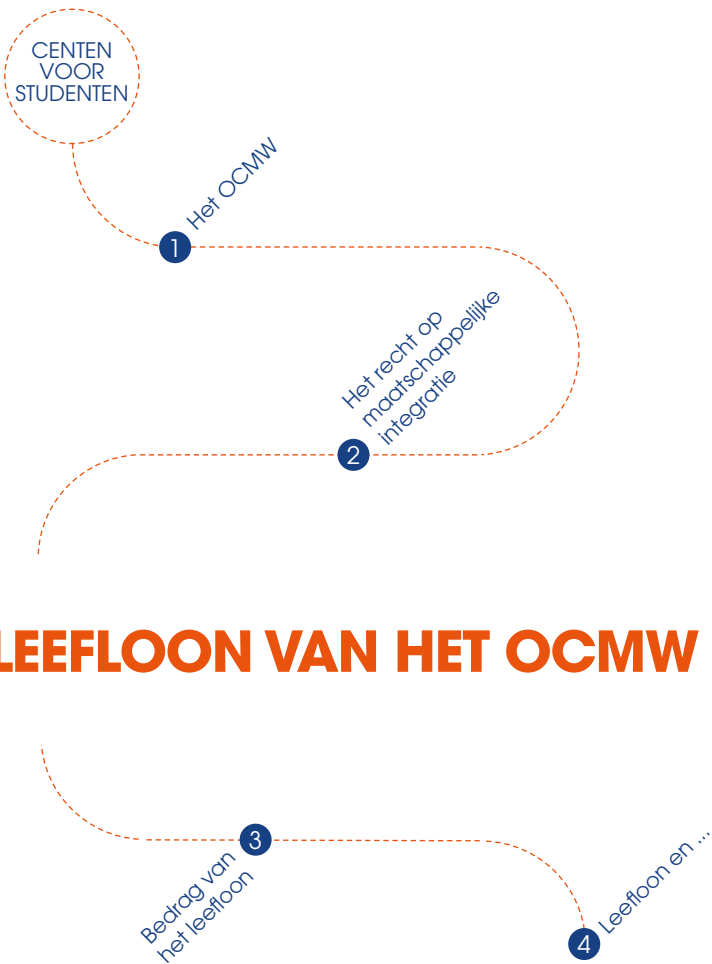 CENTEN
VOOR
STUDENTEN
Het OCMW
1
Het recht op
maatschappelijke
integratie
2
LEEFLOON VAN HET OCMW
3
Bedrag van
het leefloon
Leefloon en ...
4